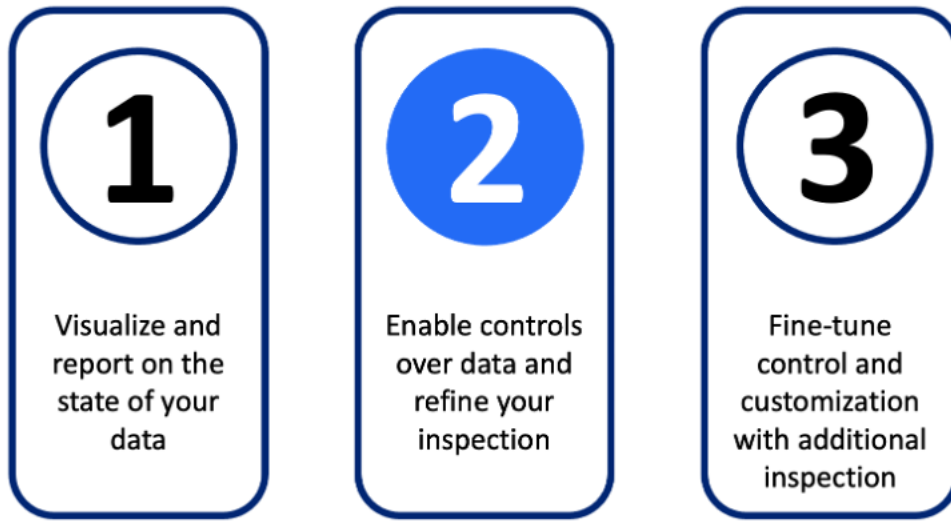 1
Visualize and
report on the
state of your
data
2
Enable controls
over data and
refine your
inspection
3
Fine-tune
control and
customization
with additional
inspection